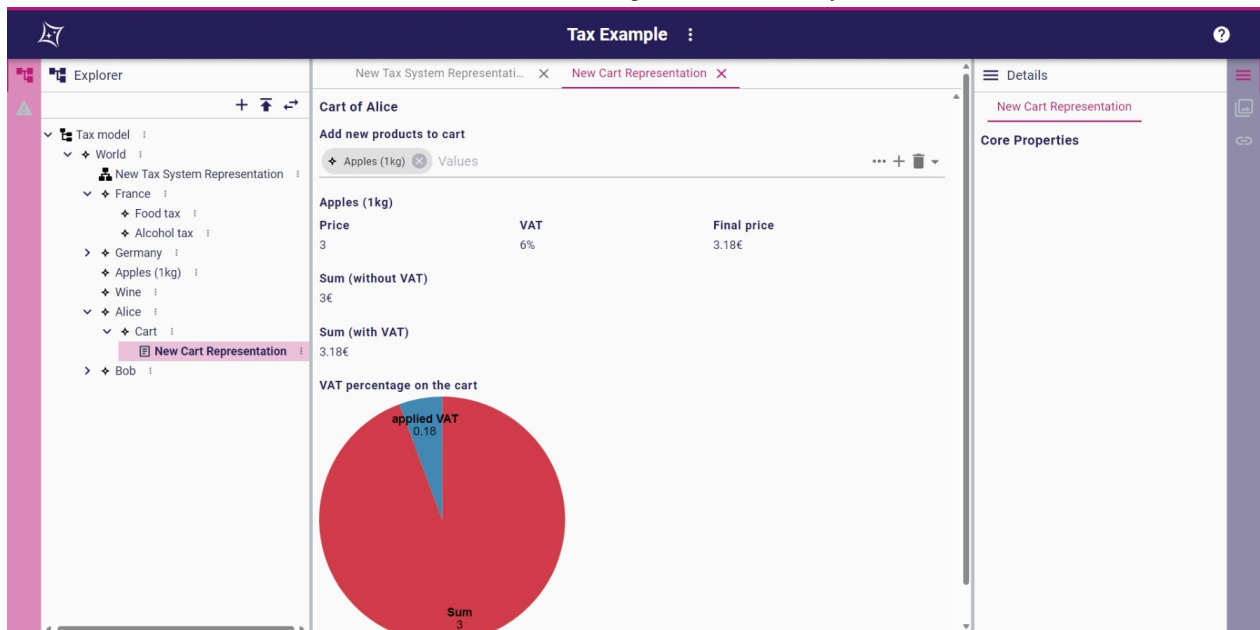 Tax Example
Explorer
Tax model
World
New Tax System Representation
France
Food tax
Alcohol tax
Germany
Apples (1kg)
Wine
Alice
Cart
New Cart Representation
Bob
New Tax System Representati...
New Cart Representation
Cart of Alice
Add new products to cart
Apples (1kg) Values
Apples (1kg)
Price VAT Final price
3 6% 3.18€
Sum (without VAT)
3€
Sum (with VAT)
3.18€
VAT percentage on the cart
applied VAT
0.18
Sum
3
Details
New Cart Representation
Core Properties